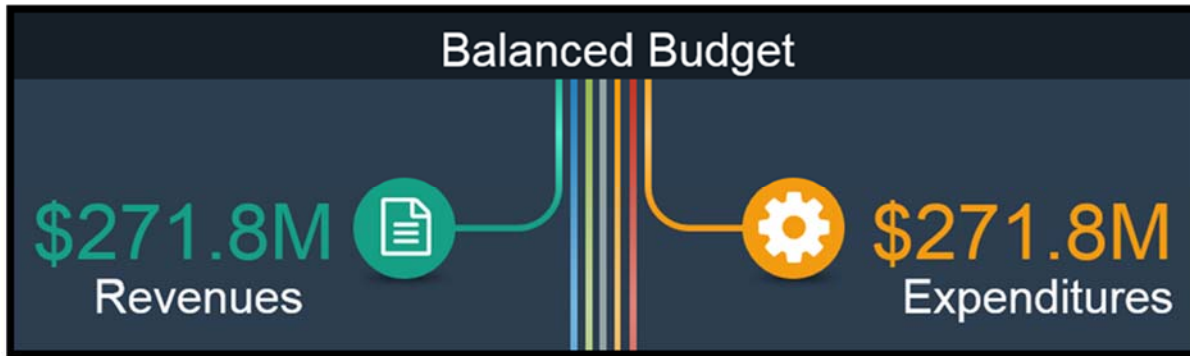 Balanced Budget
$271.8M
Revenues
$271.8M
Expenditures